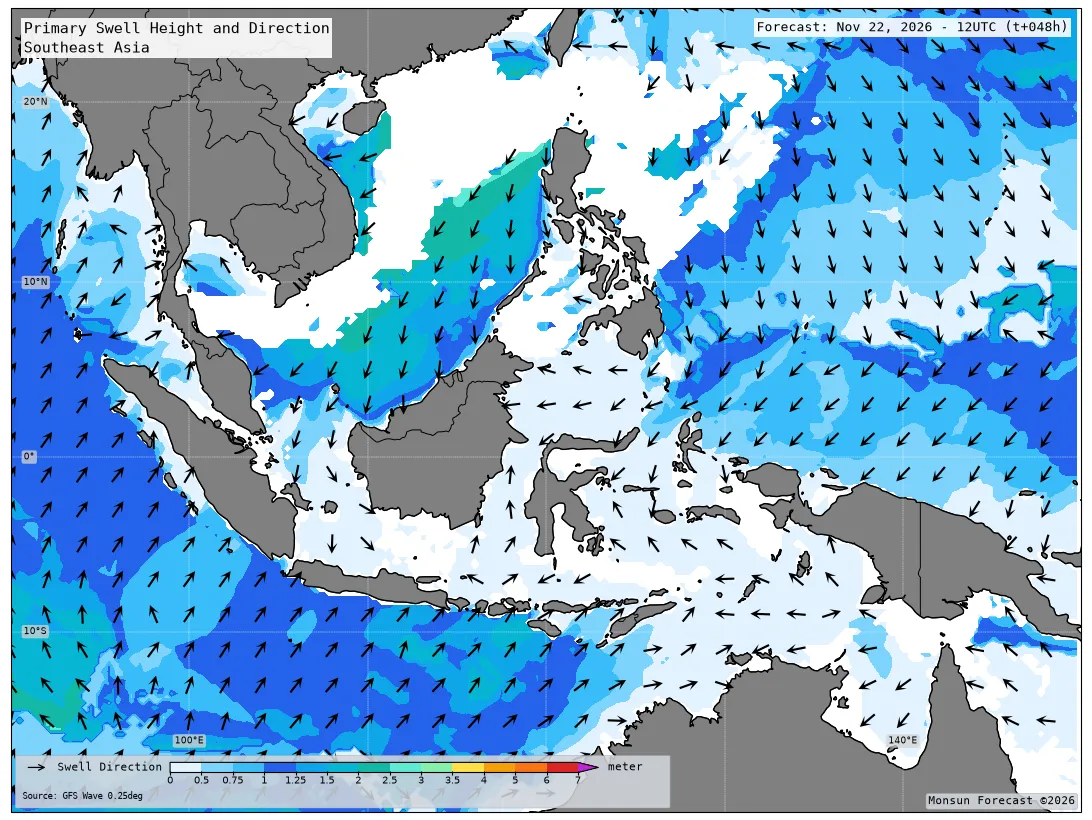 Primary Swell Height and Direction
Southeast Asia
Forecast: Nov 22, 2026 - 12UTC (t+048h)
20°N
10°N
0°
10°S
100°E
140°E
Swell Direction
0 0.5 0.75 1 1.25 1.5 2 2.5 3 3.5 4 5 6 7
meter
Source: GFS Wave 0.25deg
Monsun Forecast ©2026